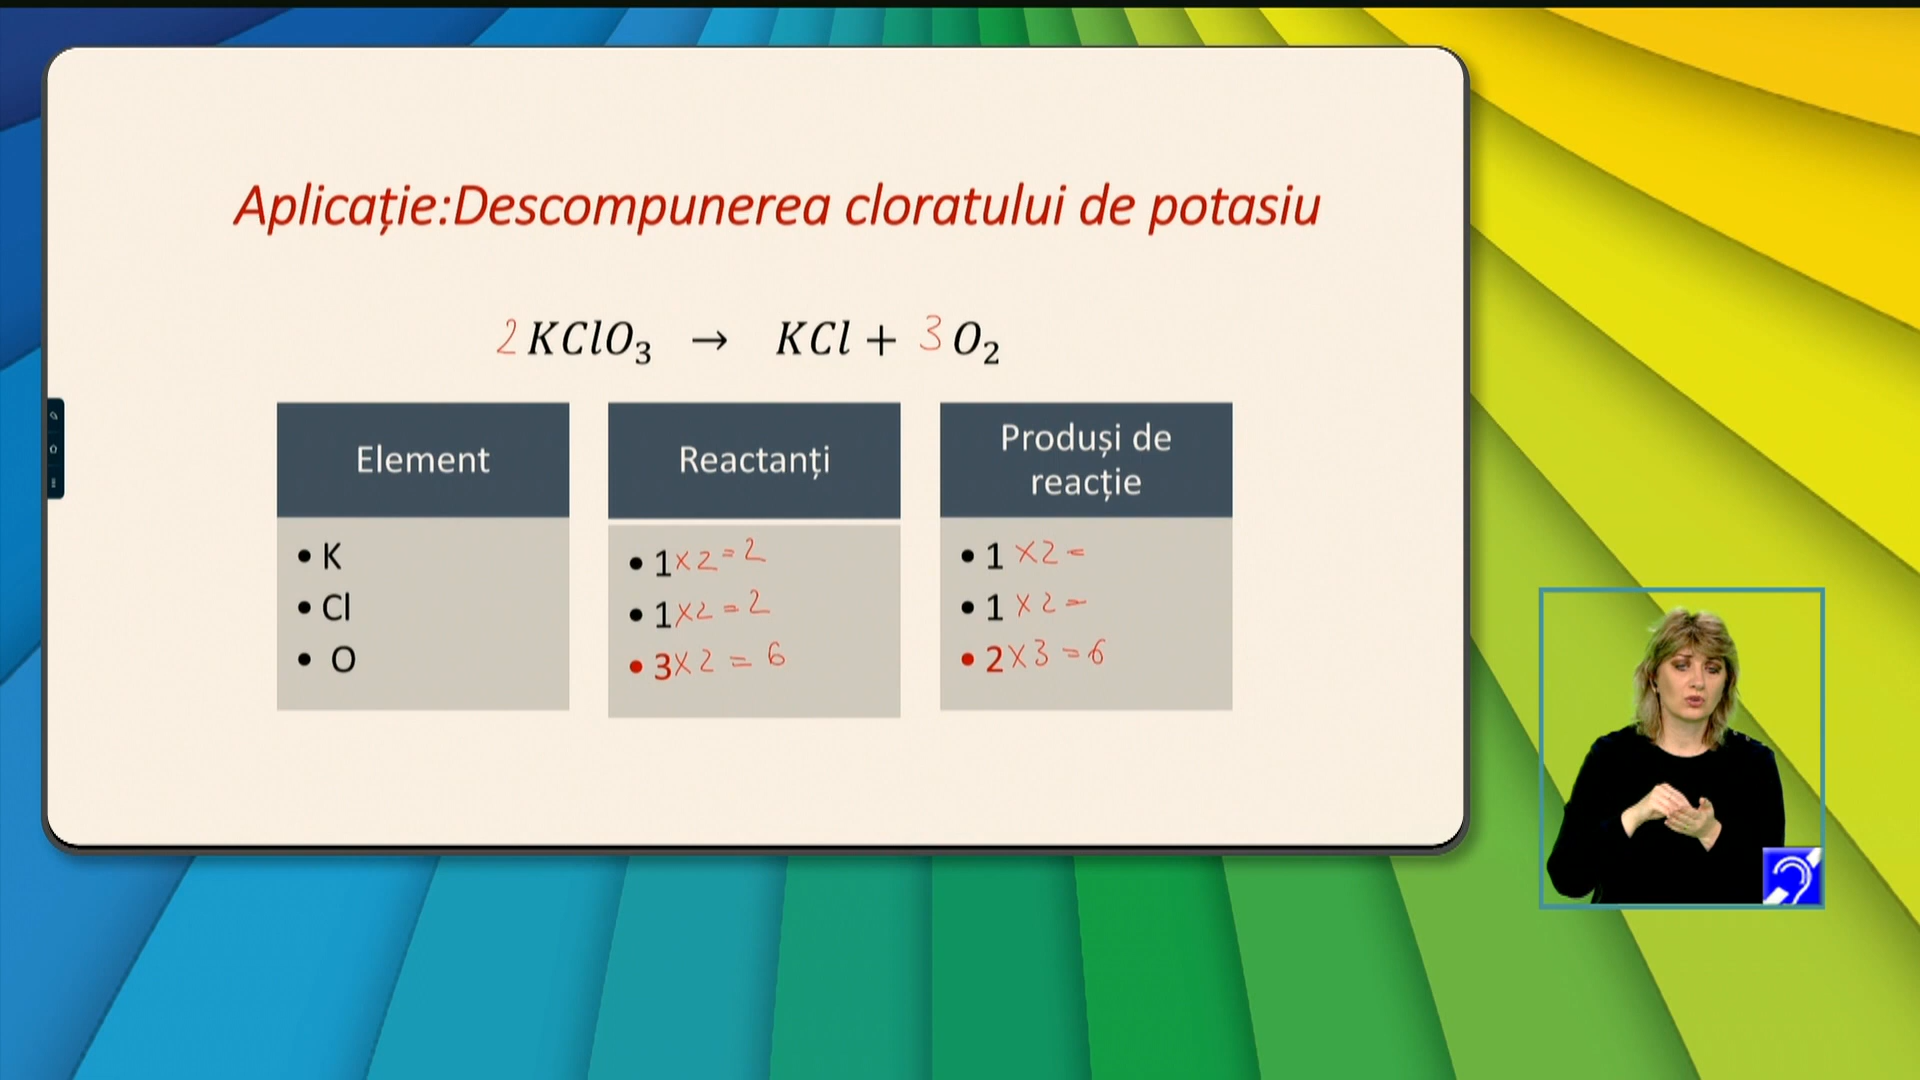 Aplicație:Descompunerea cloratului de potasiu
2 KClO₃ → KCl + 3 O₂
Element
• K
• Cl
• O
Reactanți
• 1×2=2
• 1×2=2
• 3×2=6
Produși de
reacție
• 1×2=
• 1×2=
• 2×3=6